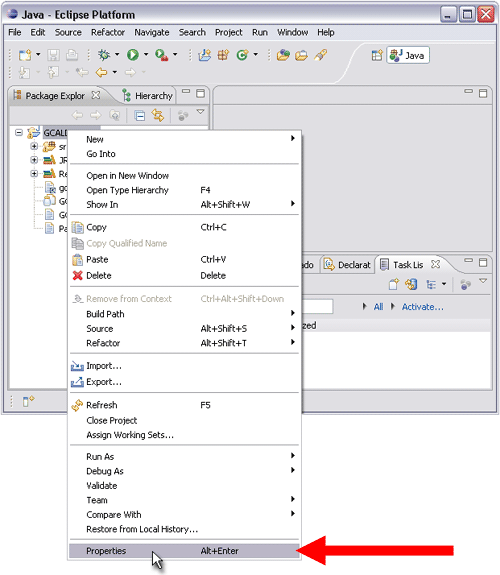 Java - Eclipse Platform
File Edit Source Refactor Navigate Search Project Run Window Help
Java
Package Explor Hierarchy
GCALD
sr
JR
Re
gc
GC
GC
Pa
New
Go Into
Open in New Window
Open Type Hierarchy F4
Show In Alt+Shift+W
Copy Ctrl+C
Copy Qualified Name
Paste Ctrl+V
Delete Delete
Remove from Context Ctrl+Alt+Shift+Down
Build Path
Source Alt+Shift+S
Refactor Alt+Shift+T
Import...
Export...
Refresh F5
Close Project
Assign Working Sets...
Run As
Debug As
Validate
Team
Compare With
Restore from Local History...
Properties Alt+Enter
do Declarat Task Lis
All Activate...
zed